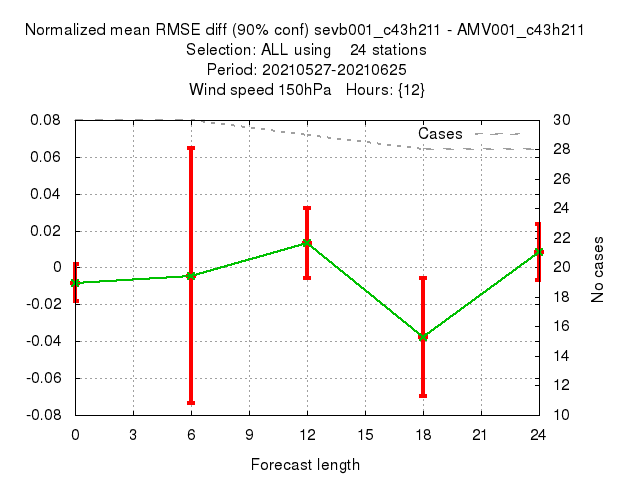 Normalized mean RMSE diff (90% conf) sevb001_c43h211 - AMV001_c43h211
Selection: ALL using    24 stations
Period: 20210527-20210625
Wind speed 150hPa   Hours: {12}
Cases
0.08
0.06
0.04
0.02
0
-0.02
-0.04
-0.06
-0.08
30
28
26
24
22
20
18
16
14
12
10
No cases
0 3 6 9 12 15 18 21 24
Forecast length